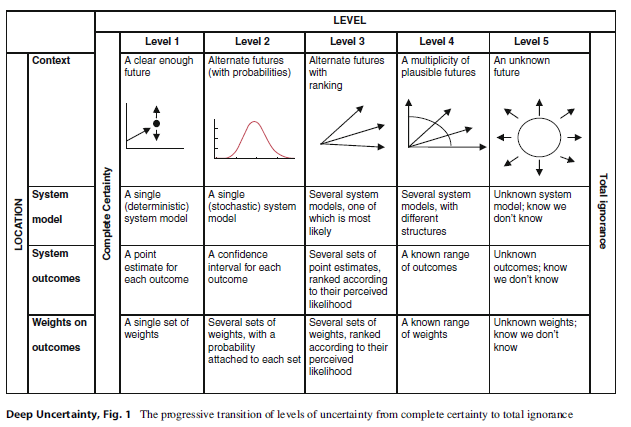 LEVEL
Level 1
Level 2
Level 3
Level 4
Level 5
LOCATION
Complete Certainty
Total ignorance
Context
A clear enough
future
Alternate futures
(with probabilities)
Alternate futures
with
ranking
A multiplicity of
plausible futures
An unknown
future
System
model
A single
(deterministic)
system model
A single
(stochastic) system
model
Several system
models, one of
which is most
likely
Several system
models, with
different
structures
Unknown system
model; know we
don't know
System
outcomes
A point
estimate for
each outcome
A confidence
interval for each
outcome
Several sets of
point estimates,
ranked according
to their perceived
likelihood
A known range
of outcomes
Unknown
outcomes; know
we don't know
Weights on
outcomes
A single set of
weights
Several sets of
weights, with a
probability
attached to each set
Several sets of
weights, ranked
according to their
perceived
likelihood
A known range
of weights
Unknown weights;
know we don't
know
Deep Uncertainty, Fig. 1 The progressive transition of levels of uncertainty from complete certainty to total ignorance